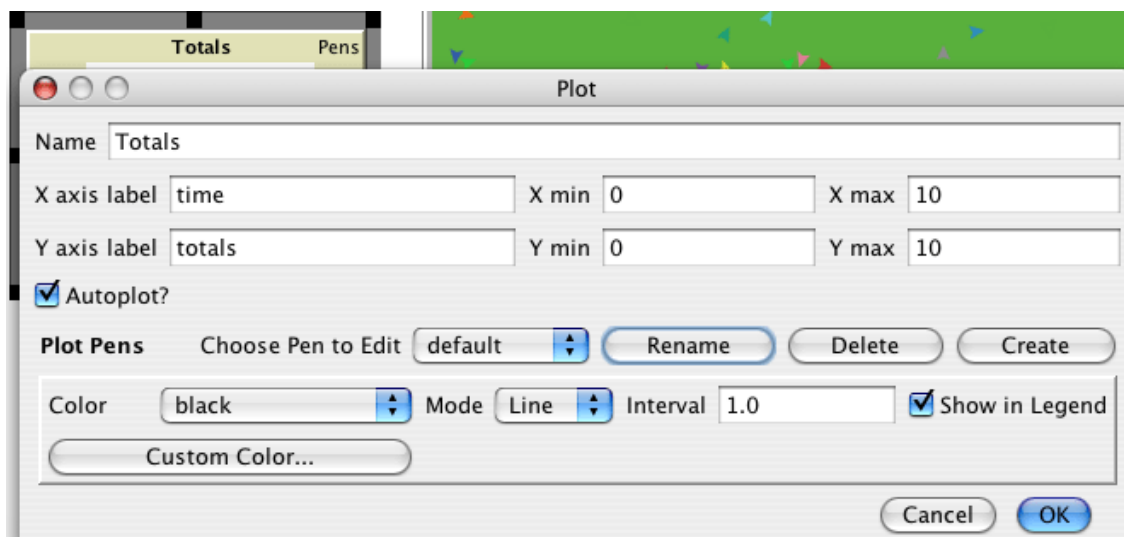 Totals Pens
Plot
Name Totals
X axis label time X min 0 X max 10
Y axis label totals Y min 0 Y max 10
Autoplot?
Plot Pens Choose Pen to Edit default Rename Delete Create
Color black Mode Line Interval 1.0 Show in Legend
Custom Color...
Cancel OK